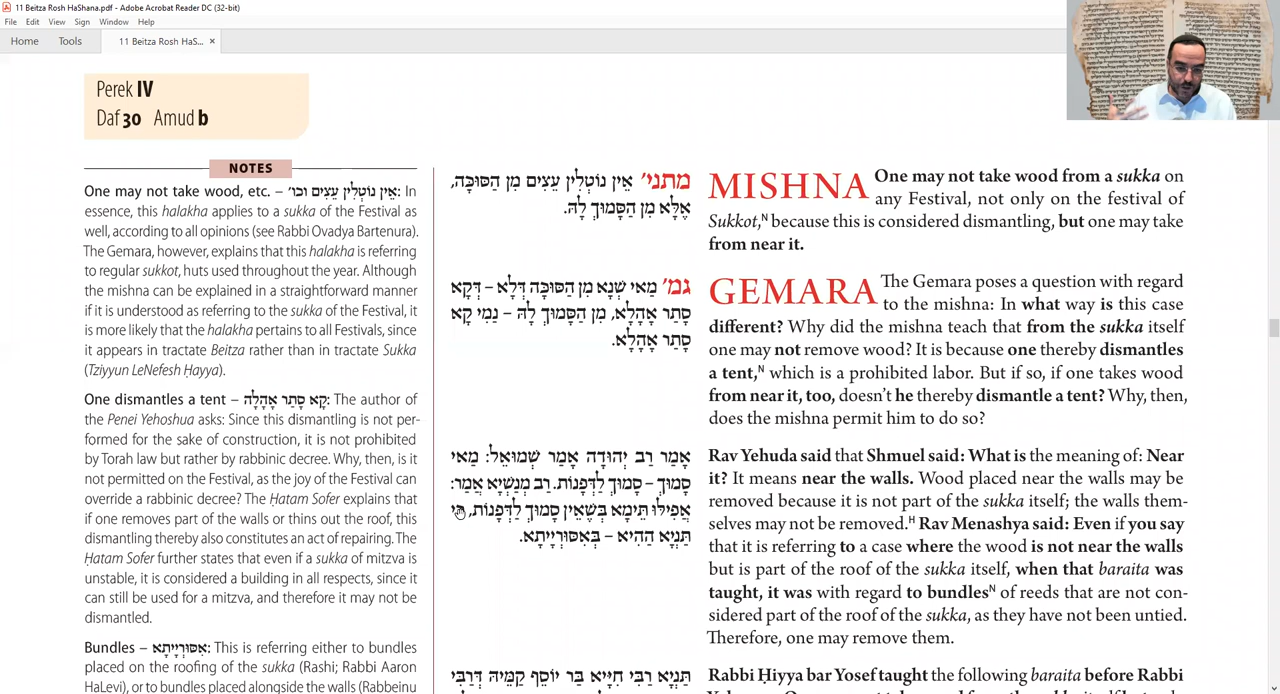 11 Beitza Rosh HaShana.pdf - Adobe Acrobat Reader DC (32-bit)
File Edit View Sign Window Help
Home Tools 11 Beitza Rosh HaS... ×
Perek IV
Daf 30 Amud b
NOTES
One may not take wood, etc. – אֵין נוֹטְלִין עֵצִים וכו׳: In
essence, this halakha applies to a sukka of the Festival as
well, according to all opinions (see Rabbi Ovadya Bartenura).
The Gemara, however, explains that this halakha is referring
to regular sukkot, huts used throughout the year. Although
the mishna can be explained in a straightforward manner
if it is understood as referring to the sukka of the Festival, it
is more likely that the halakha pertains to all Festivals, since
it appears in tractate Beitza rather than in tractate Sukka
(Tziyyun LeNefesh Ḥayya).
One dismantles a tent – קָא סָתַר אָהֳלָה: The author of
the Penei Yehoshua asks: Since this dismantling is not per-
formed for the sake of construction, it is not prohibited
by Torah law but rather by rabbinic decree. Why, then, is it
not permitted on the Festival, as the joy of the Festival can
override a rabbinic decree? The Ḥatam Sofer explains that
if one removes part of the walls or thins out the roof, this
dismantling thereby also constitutes an act of repairing. The
Ḥatam Sofer further states that even if a sukka of mitzva is
unstable, it is considered a building in all respects, since it
can still be used for a mitzva, and therefore it may not be
dismantled.
Bundles – אִסּוּרְיָיתָא: This is referring either to bundles
placed on the roofing of the sukka (Rashi; Rabbi Aaron
HaLevi), or to bundles placed alongside the walls (Rabbeinu
מתני׳ אֵין נוֹטְלִין עֵצִים מִן הַסּוּכָּה,
אֶלָּא מִן הַסָּמוּךְ לָהּ.
גמ׳ מַאי שְׁנָא מִן הַסּוּכָּה דְּלָא – דְּקָא
סָתַר אָהֳלָא, מִן הַסָּמוּךְ לָהּ – נַמִי קָא
סָתַר אָהֳלָא.
אָמַר רַב יְהוּדָה אָמַר שְׁמוּאֵל: מַאי
סָמוּךְ – סָמוּךְ לַדְּפָנוֹת. רַב מְנַשְּׁיָא אֲמַר:
אֲפִילּוּ תֵּימָא בְּשֶׁאֵין סָמוּךְ לַדְּפָנוֹת, כִּי
תַּנְיָא הַהִיא – בְּאִסּוּרְיָיתָא.
תַּנְיָא רַבִּי חִיָּיא בַּר יוֹסֵף קַמֵּיהּ דְּרַבִּי
MISHNA One may not take wood from a sukka on
any Festival, not only on the festival of
Sukkot,ᴺ because this is considered dismantling, but one may take
from near it.
GEMARA The Gemara poses a question with regard
to the mishna: In what way is this case
different? Why did the mishna teach that from the sukka itself
one may not remove wood? It is because one thereby dismantles
a tent,ᴺ which is a prohibited labor. But if so, if one takes wood
from near it, too, doesn't he thereby dismantle a tent? Why, then,
does the mishna permit him to do so?
Rav Yehuda said that Shmuel said: What is the meaning of: Near
it? It means near the walls. Wood placed near the walls may be
removed because it is not part of the sukka itself; the walls them-
selves may not be removed.ᴴ Rav Menashya said: Even if you say
that it is referring to a case where the wood is not near the walls
but is part of the roof of the sukka itself, when that baraita was
taught, it was with regard to bundlesᴺ of reeds that are not con-
sidered part of the roof of the sukka, as they have not been untied.
Therefore, one may remove them.
Rabbi Ḥiyya bar Yosef taught the following baraita before Rabbi